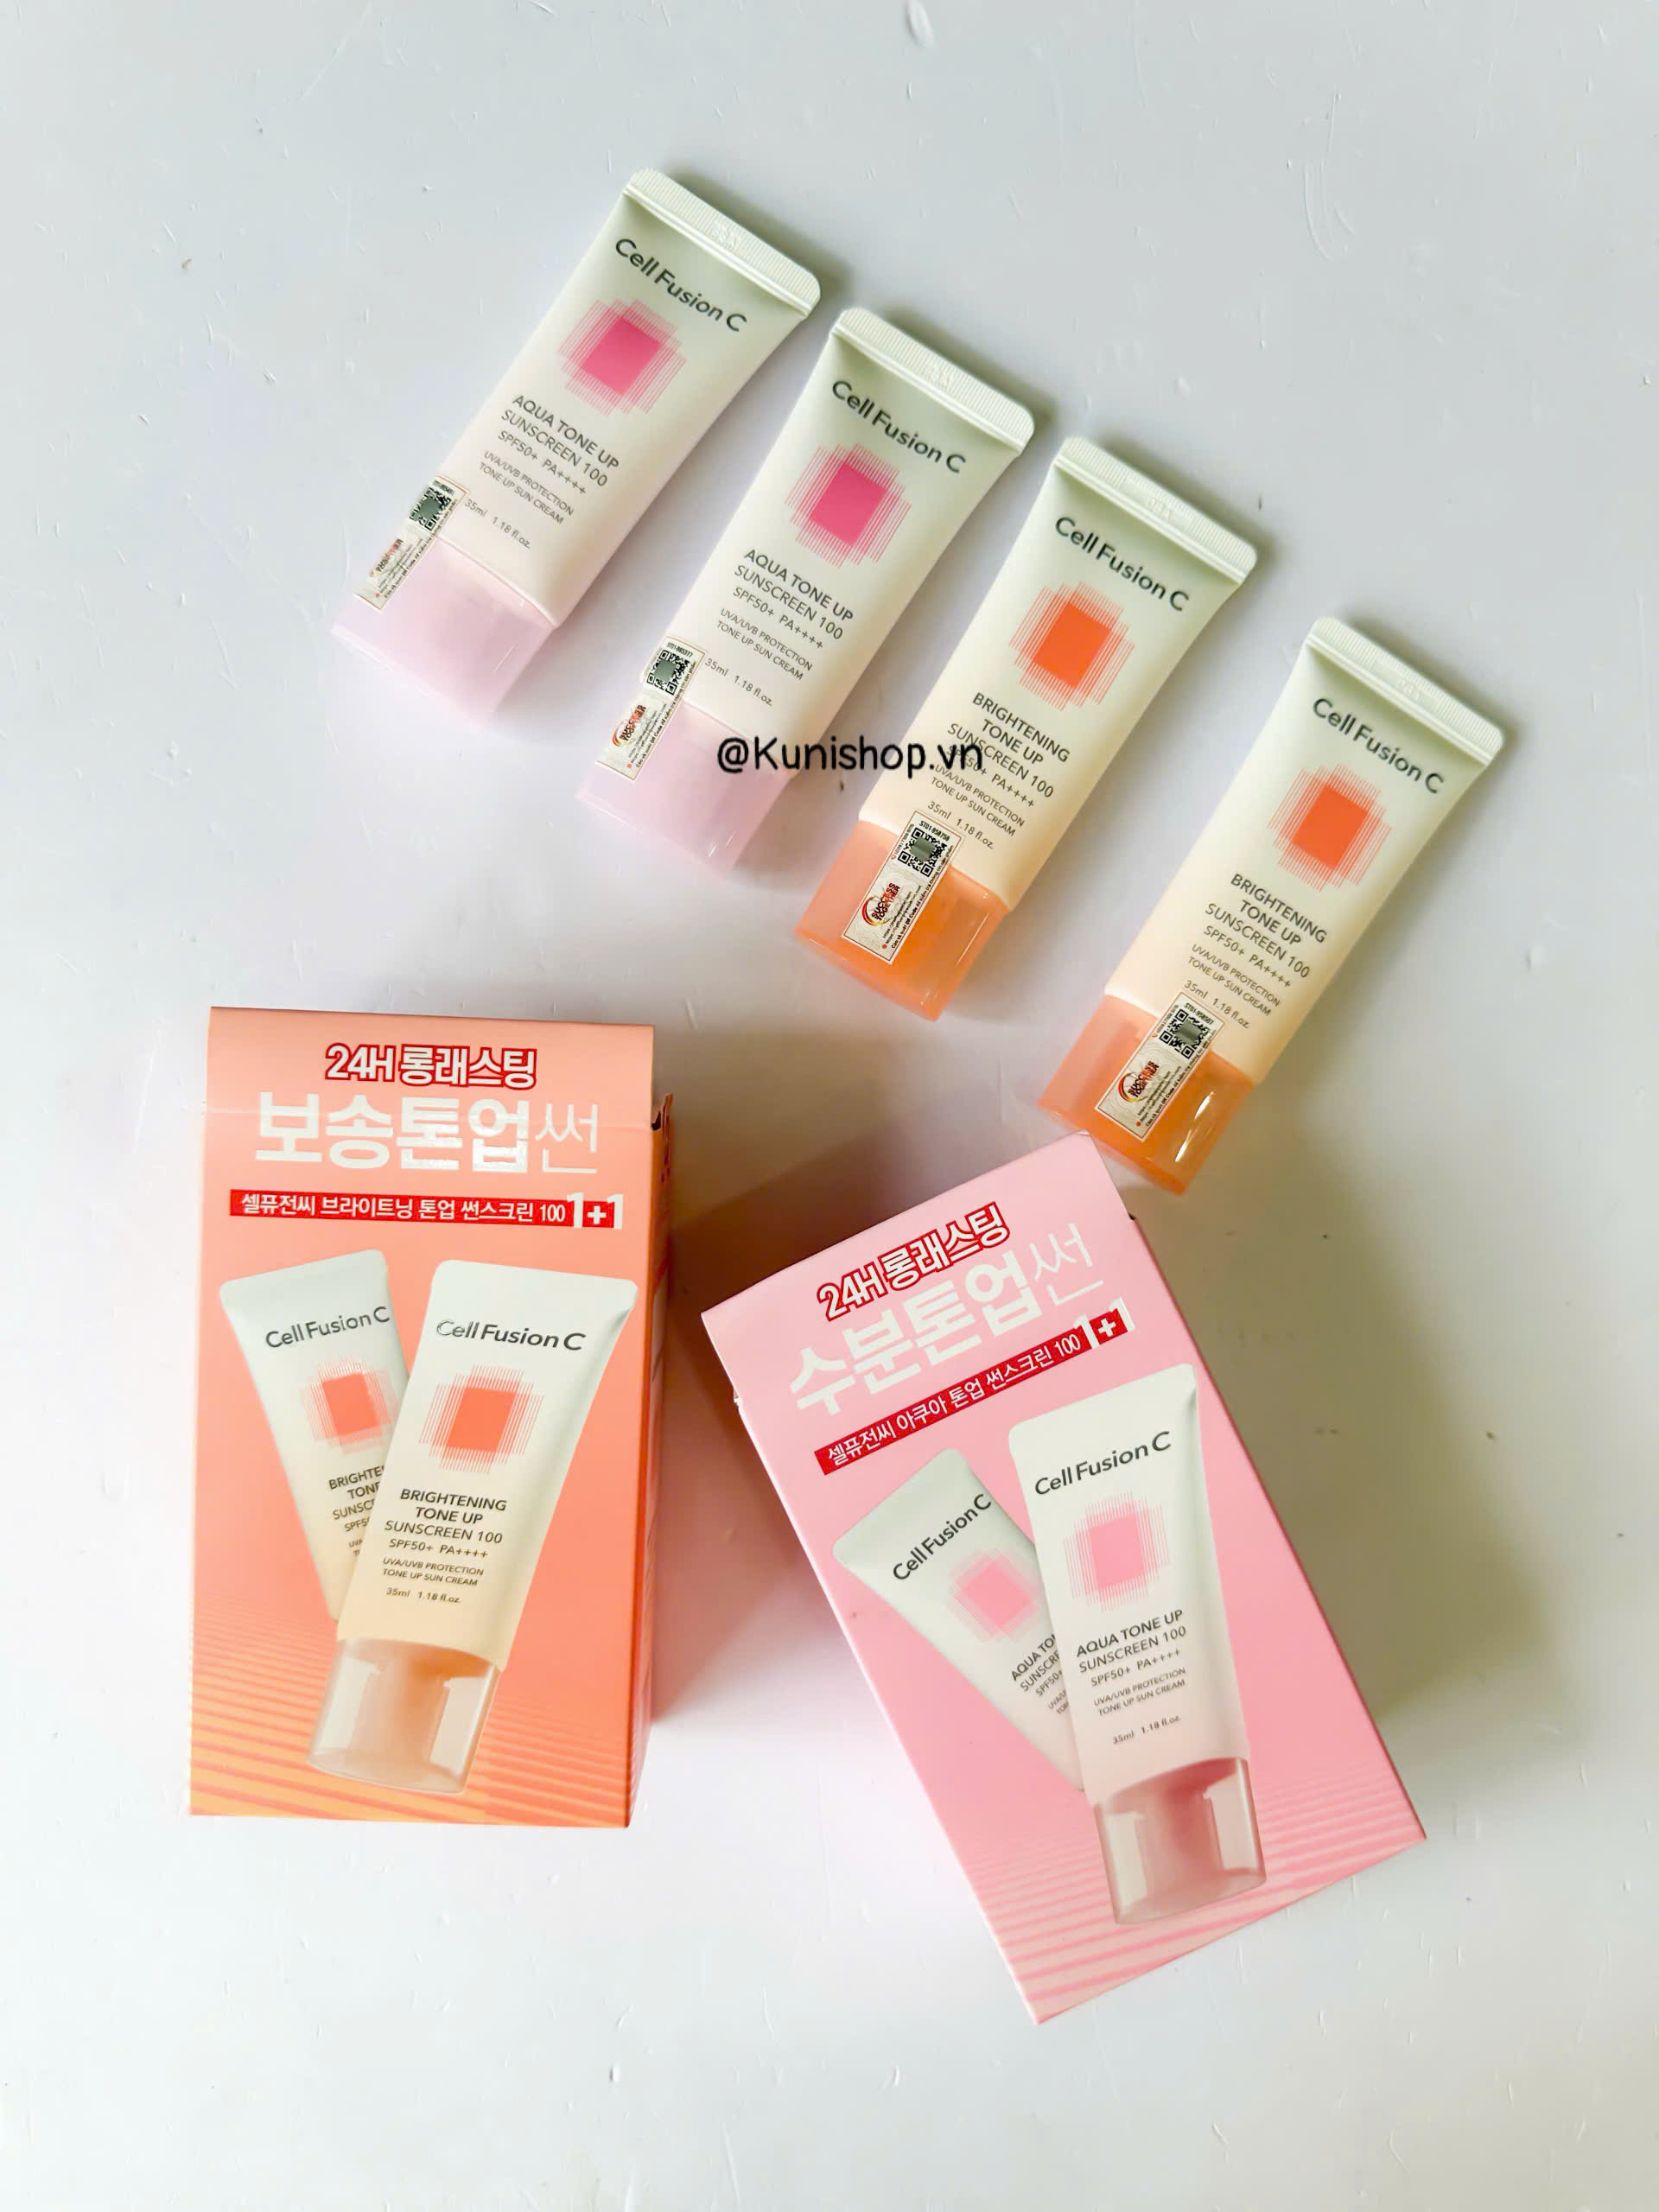 Cell Fusion C
AQUA TONE UP
SUNSCREEN 100
SPF50+ PA++++
UVA/UVB PROTECTION
TONE UP SUN CREAM
35ml 1.18 fl.oz.
Cell Fusion C
AQUA TONE UP
SUNSCREEN 100
SPF50+ PA++++
UVA/UVB PROTECTION
TONE UP SUN CREAM
35ml 1.18 fl.oz.
Cell Fusion C
BRIGHTENING
TONE UP
SUNSCREEN 100
SPF50+ PA++++
UVA/UVB PROTECTION
TONE UP SUN CREAM
35ml 1.18 fl.oz.
Cell Fusion C
BRIGHTENING
TONE UP
SUNSCREEN 100
SPF50+ PA++++
UVA/UVB PROTECTION
TONE UP SUN CREAM
35ml 1.18 fl.oz.
@Kunishop.vn
24H 롱래스팅
보송톤업썬
셀퓨전씨 브라이트닝 톤업 썬스크린 100 1+1
Cell Fusion C
Cell Fusion C
BRIGHTENING
TONE UP
SUNSCREEN 100
SPF50+ PA++++
UVA/UVB PROTECTION
TONE UP SUN CREAM
35ml 1.18 fl.oz.
24H 롱래스팅
수분톤업썬
셀퓨전씨 아쿠아 톤업 썬스크린 100 1+1
Cell Fusion C
Cell Fusion C
AQUA TONE UP
SUNSCREEN 100
SPF50+ PA++++
UVA/UVB PROTECTION
TONE UP SUN CREAM
35ml 1.18 fl.oz.